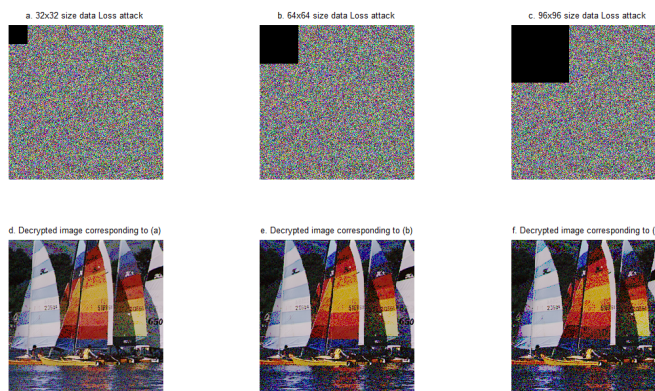 a. 32x32 size data Loss attack
b. 64x64 size data Loss attack
c. 96x96 size data Loss attack
d. Decrypted image corresponding to (a)
e. Decrypted image corresponding to (b)
f. Decrypted image corresponding to (